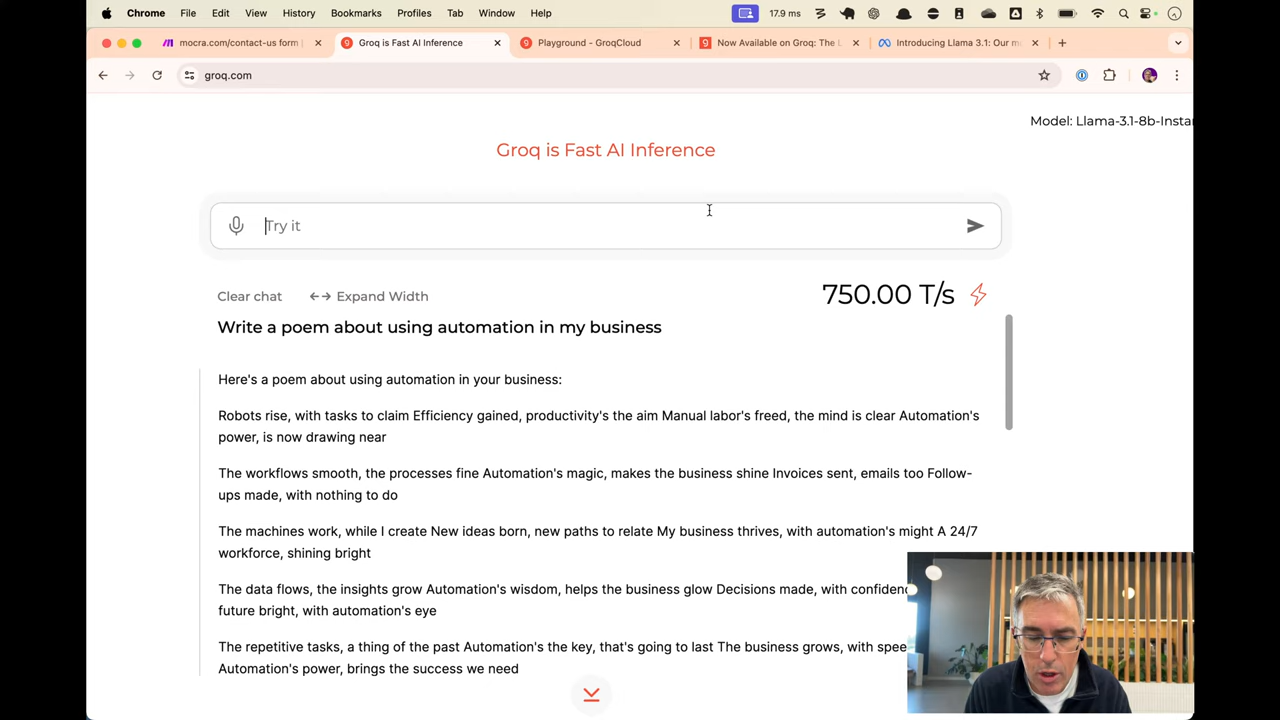 Chrome File Edit View History Bookmarks Profiles Tab Window Help 17.9 ms
mocra.com/contact-us form
Groq is Fast AI Inference
Playground - GroqCloud
Now Available on Groq: The L
Introducing Llama 3.1: Our m
groq.com
Model: Llama-3.1-8b-Instan
Groq is Fast AI Inference
Try it
Clear chat Expand Width 750.00 T/s
Write a poem about using automation in my business
Here's a poem about using automation in your business:
Robots rise, with tasks to claim Efficiency gained, productivity's the aim Manual labor's freed, the mind is clear Automation's
power, is now drawing near
The workflows smooth, the processes fine Automation's magic, makes the business shine Invoices sent, emails too Follow-
ups made, with nothing to do
The machines work, while I create New ideas born, new paths to relate My business thrives, with automation's might A 24/7
workforce, shining bright
The data flows, the insights grow Automation's wisdom, helps the business glow Decisions made, with confidenc
future bright, with automation's eye
The repetitive tasks, a thing of the past Automation's the key, that's going to last The business grows, with spee
Automation's power, brings the success we need